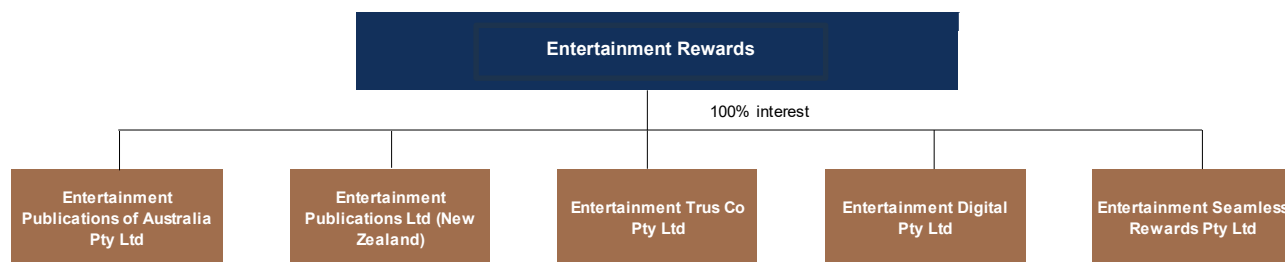 Entertainment Rewards
100% interest
Entertainment
Publications of Australia
Pty Ltd
Entertainment
Publications Ltd (New
Zealand)
Entertainment Trus Co
Pty Ltd
Entertainment Digital
Pty Ltd
Entertainment Seamless
Rewards Pty Ltd